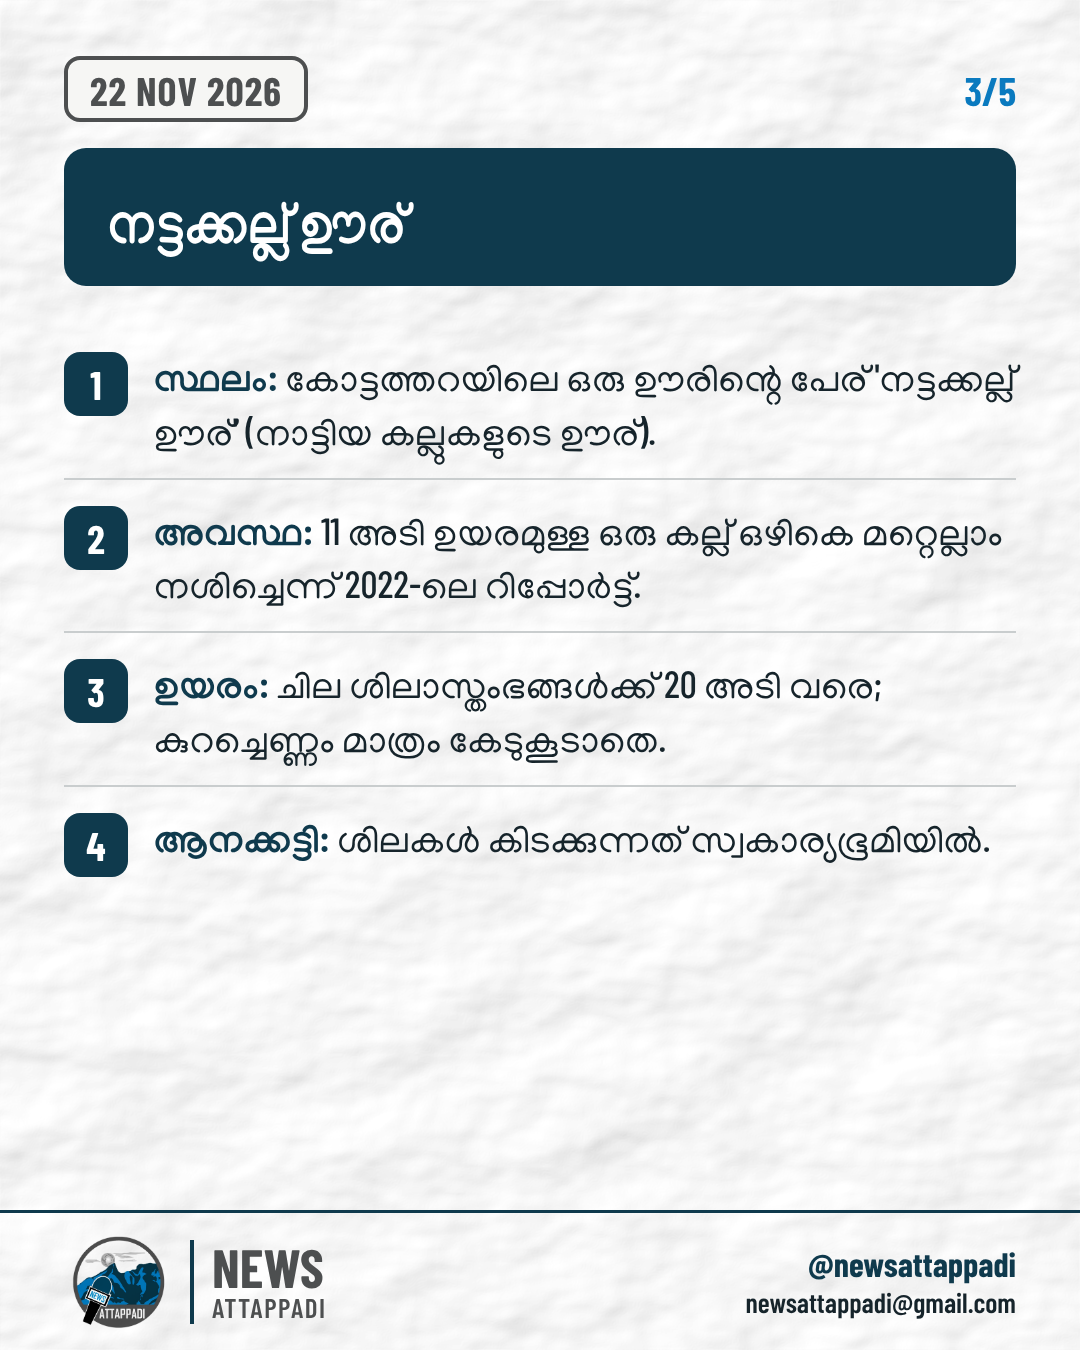 22 NOV 2026
3/5
നട്ടക്കല്ല് ഊര്
1
സ്ഥലം: കോട്ടത്തറയിലെ ഒരു ഊരിന്റെ പേര് "നട്ടക്കല്ല്
ഊര്" (നാട്ടിയ കല്ലുകളുടെ ഊര്).
2
അവസ്ഥ: 11 അടി ഉയരമുള്ള ഒരു കല്ല് ഒഴികെ മറ്റെല്ലാം
നശിച്ചെന്ന് 2022-ലെ റിപ്പോർട്ട്.
3
ഉയരം: ചില ശിലാസ്തംഭങ്ങൾക്ക് 20 അടി വരെ;
കുറച്ചെണ്ണം മാത്രം കേടുകൂടാതെ.
4
ആനക്കട്ടി: ശിലകൾ കിടക്കുന്നത് സ്വകാര്യഭൂമിയിൽ.
NEWS
ATTAPPADI
NEWS
ATTAPPADI
@newsattappadi
newsattappadi@gmail.com